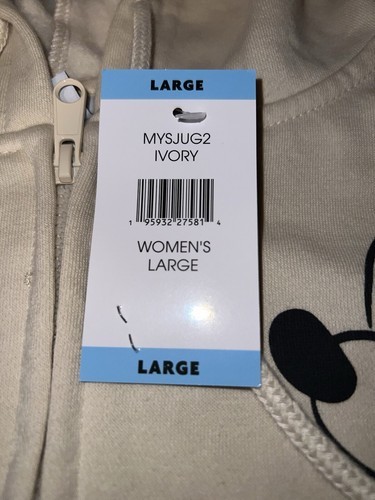 LARGE
MYSJUG2
IVORY
1 95932 27581 4
WOMEN'S
LARGE
LARGE